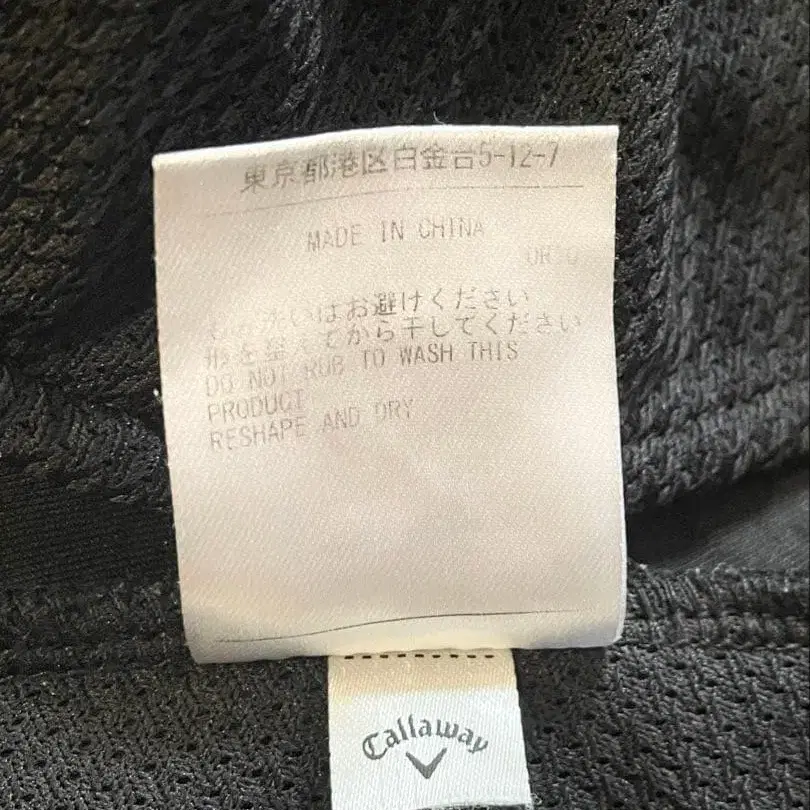 東京都港区白金台5-12-7
MADE IN CHINA
洗いはお避けください
形を整えてから干してください
DO NOT RUB TO WASH THIS
PRODUCT
RESHAPE AND DRY
Callaway